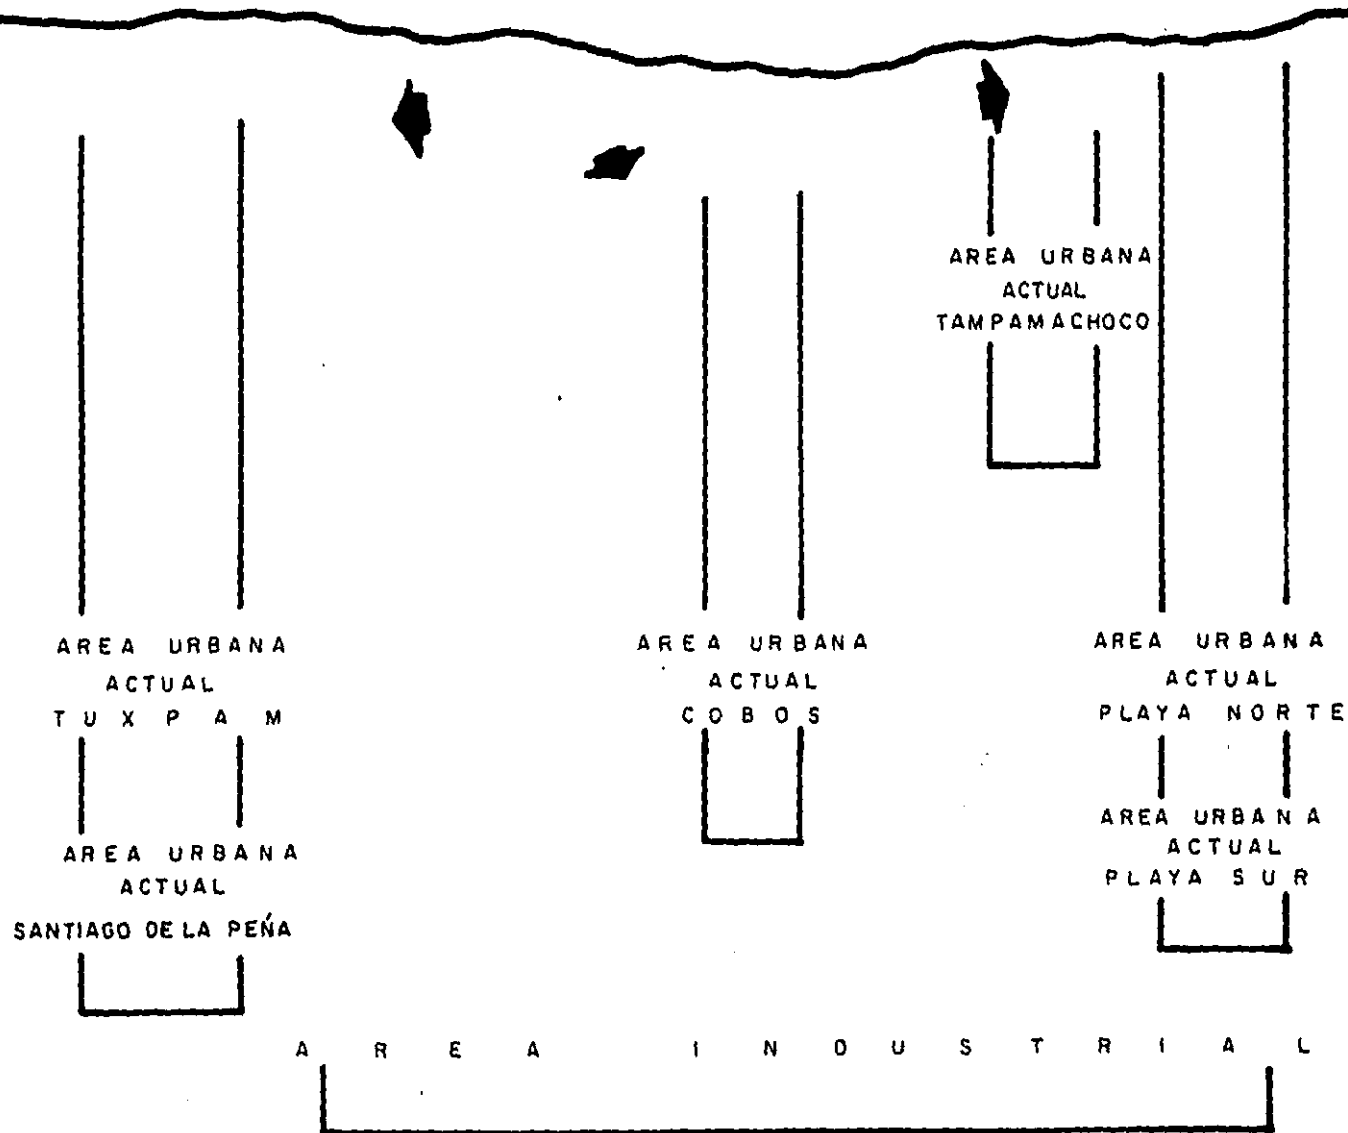 AREA URBANA
ACTUAL
TAMPAMACHOCO
AREA URBANA
ACTUAL
TUXPAM
AREA URBANA
ACTUAL
COBOS
AREA URBANA
ACTUAL
PLAYA NORTE
AREA URBANA
ACTUAL
SANTIAGO DE LA PEÑA
AREA URBANA
ACTUAL
PLAYA SUR
AREA INDUSTRIAL